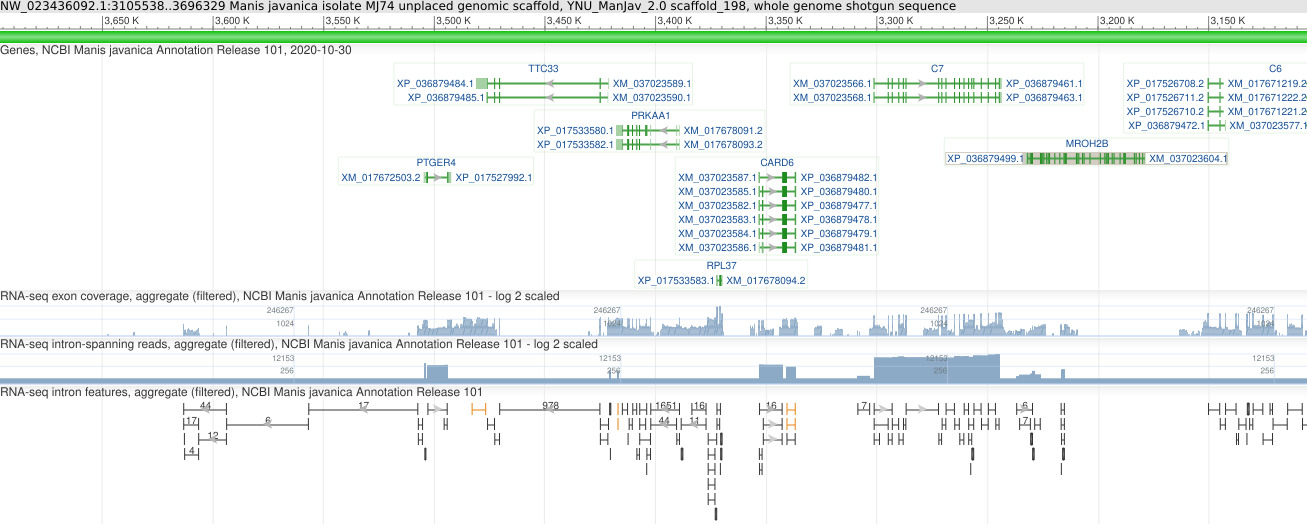 NW_023436092.1:3105538..3696329 Manis javanica isolate MJ74 unplaced genomic scaffold, YNU_ManJav_2.0 scaffold_198, whole genome shotgun sequence
3,650 K 3,600 K 3,550 K 3,500 K 3,450 K 3,400 K 3,350 K 3,300 K 3,250 K 3,200 K 3,150 K
Genes, NCBI Manis javanica Annotation Release 101, 2020-10-30
TTC33 C7 C6
XP_036879484.1 XM_037023589.1 XM_037023566.1 XP_036879461.1 XP_017526708.2 XM_017671219.2
XP_036879485.1 XM_037023590.1 XM_037023568.1 XP_036879463.1 XP_017526711.2 XM_017671222.2
PRKAA1 XP_017526710.2 XM_017671221.2
XP_017533580.1 XM_017678091.2 XP_036879472.1 XM_037023577.1
XP_017533582.1 XM_017678093.2 MROH2B
PTGER4 CARD6 XP_036879499.1 XM_037023604.1
XM_017672503.2 XP_017527992.1 XM_037023587.1 XP_036879482.1
XM_037023585.1 XP_036879480.1
XM_037023582.1 XP_036879477.1
XM_037023583.1 XP_036879478.1
XM_037023584.1 XP_036879479.1
XM_037023586.1 XP_036879481.1
RPL37
XP_017533583.1 XM_017678094.2
RNA-seq exon coverage, aggregate (filtered), NCBI Manis javanica Annotation Release 101 - log 2 scaled
246267 246267 246267 246267
1024 1024 1024 1024
RNA-seq intron-spanning reads, aggregate (filtered), NCBI Manis javanica Annotation Release 101 - log 2 scaled
12153 12153 12153 12153
256 256 256 256
RNA-seq intron features, aggregate (filtered), NCBI Manis javanica Annotation Release 101
44 17 978 1651 16 16 7 6
17 6 44 11 7
12
4